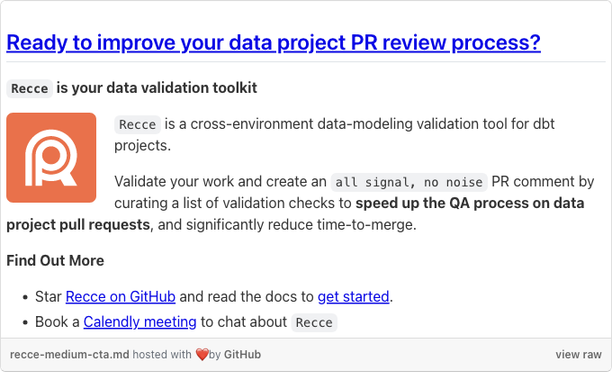 Ready to improve your data project PR review process?
Recce is your data validation toolkit
Recce is a cross-environment data-modeling validation tool for dbt
projects.
Validate your work and create an all signal, no noise PR comment by
curating a list of validation checks to speed up the QA process on data
project pull requests, and significantly reduce time-to-merge.
Find Out More
• Star Recce on GitHub and read the docs to get started.
• Book a Calendly meeting to chat about Recce
recce-medium-cta.md hosted with ❤ by GitHub view raw